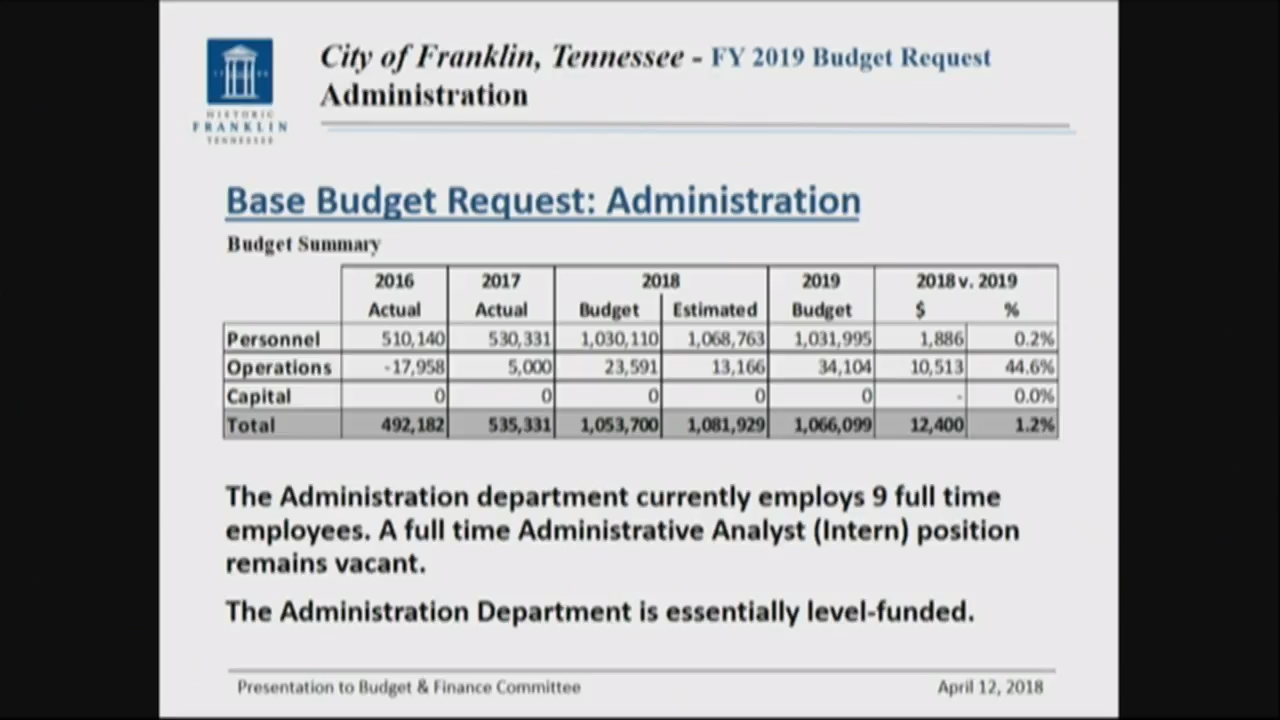 City of Franklin, Tennessee - FY 2019 Budget Request
Administration
HISTORIC
FRANKLIN
TENNESSEE
Base Budget Request: Administration
Budget Summary
2016 2017 2018 2019 2018 v. 2019
Actual Actual Budget Estimated Budget $ %
Personnel 510,140 530,331 1,030,110 1,068,763 1,031,995 1,886 0.2%
Operations -17,958 5,000 23,591 13,166 34,104 10,513 44.6%
Capital 0 0 0 0 0 - 0.0%
Total 492,182 535,331 1,053,700 1,081,929 1,066,099 12,400 1.2%
The Administration department currently employs 9 full time
employees. A full time Administrative Analyst (Intern) position
remains vacant.
The Administration Department is essentially level-funded.
Presentation to Budget & Finance Committee April 12, 2018